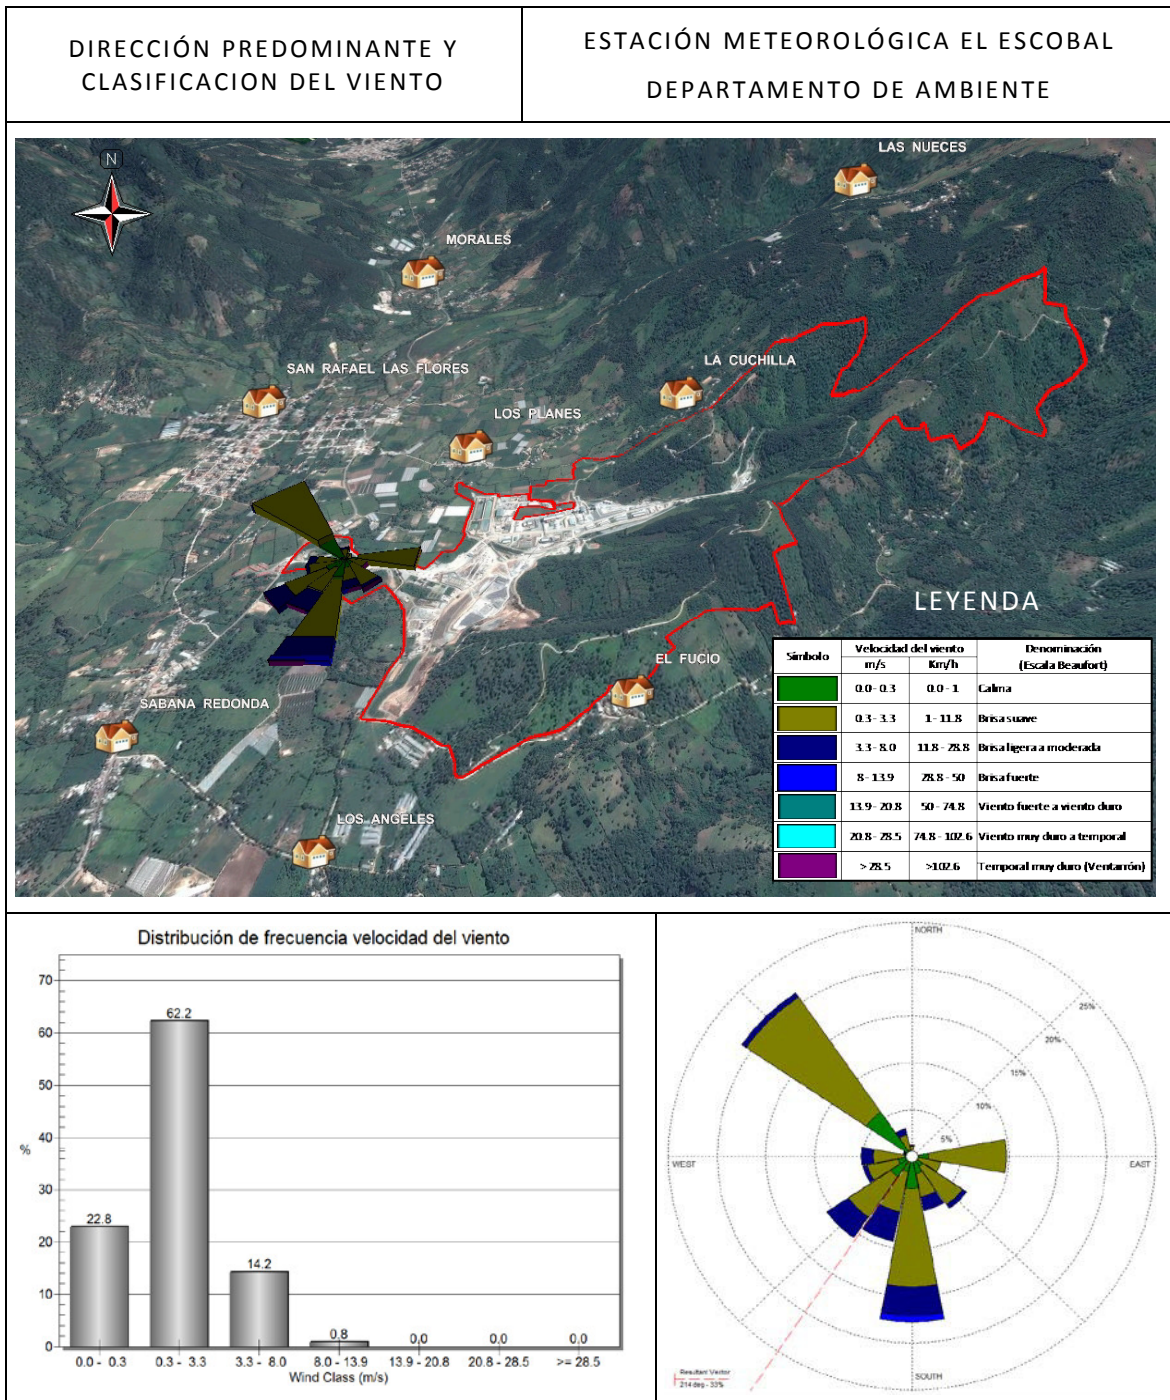 DIRECCIÓN PREDOMINANTE Y
CLASIFICACION DEL VIENTO
ESTACIÓN METEOROLÓGICA EL ESCOBAL
DEPARTAMENTO DE AMBIENTE
N
LAS NUECES
MORALES
LA CUCHILLA
SAN RAFAEL LAS FLORES
LOS PLANES
EL FUCIO
SABANA REDONDA
LOS ANGELES
LEYENDA
Símbolo Velocidad del viento Denominación
m/s Km/h (Escala Beaufort)
0.0 - 0.3 0.0 - 1 Calma
0.3 - 3.3 1 - 11.8 Brisa suave
3.3 - 8.0 11.8 - 28.8 Brisa ligera a moderada
8 - 13.9 28.8 - 50 Brisa fuerte
13.9 - 20.8 50 - 74.8 Viento fuerte a viento duro
20.8 - 28.5 74.8 - 102.6 Viento muy duro a temporal
> 28.5 >102.6 Temporal muy duro (Ventarrón)
Distribución de frecuencia velocidad del viento
70
60
50
40
%
30
20
10
0
22.8
62.2
14.2
0.8
0.0
0.0
0.0
0.0 - 0.3 0.3 - 3.3 3.3 - 8.0 8.0 - 13.9 13.9 - 20.8 20.8 - 28.5 >= 28.5
Wind Class (m/s)
NORTH
25%
20%
15%
10%
5%
WEST
EAST
SOUTH
Resultant Vector
214 deg - 33%